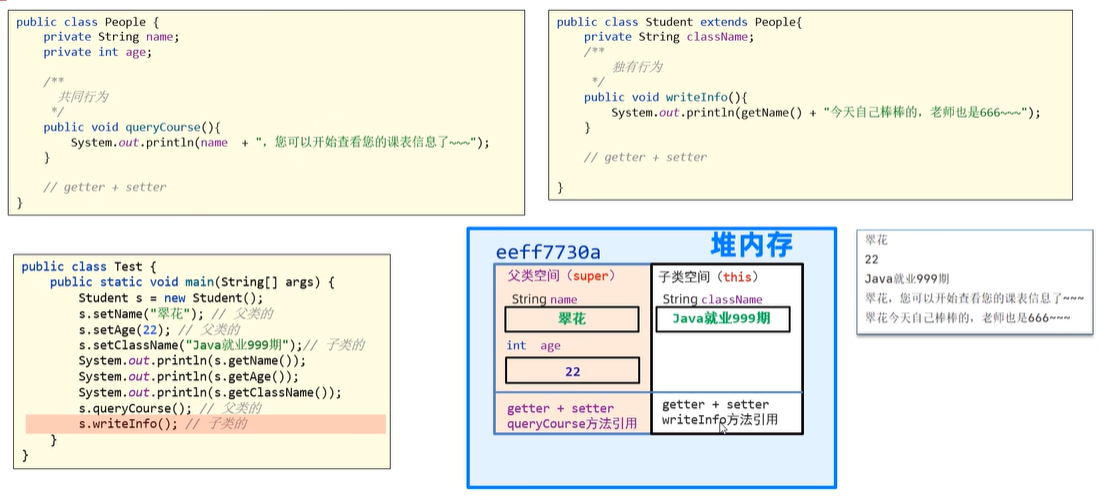 public class People {
private String name;
private int age;
/**
共同行为
*/
public void queryCourse(){
System.out.println(name + ", 您可以开始查看您的课表信息了~~~");
}
// getter + setter
}
public class Student extends People{
private String className;
/**
独有行为
*/
public void writeInfo(){
System.out.println(getName() + "今天自己棒棒的，老师也是666~~~");
}
// getter + setter
}
public class Test {
public static void main(String[] args) {
Student s = new Student();
s.setName("翠花"); // 父类的
s.setAge(22); // 父类的
s.setClassName("Java就业999期");// 子类的
System.out.println(s.getName());
System.out.println(s.getAge());
System.out.println(s.getClassName());
s.queryCourse(); // 父类的
s.writeInfo(); // 子类的
}
}
堆内存
eeff7730a
父类空间（super）
String name
翠花
int age
22
getter + setter
queryCourse方法引用
子类空间（this）
String className
Java就业999期
getter + setter
writeInfo方法引用
翠花
22
Java就业999期
翠花，您可以开始查看您的课表信息了~~~
翠花今天自己棒棒的，老师也是666~~~